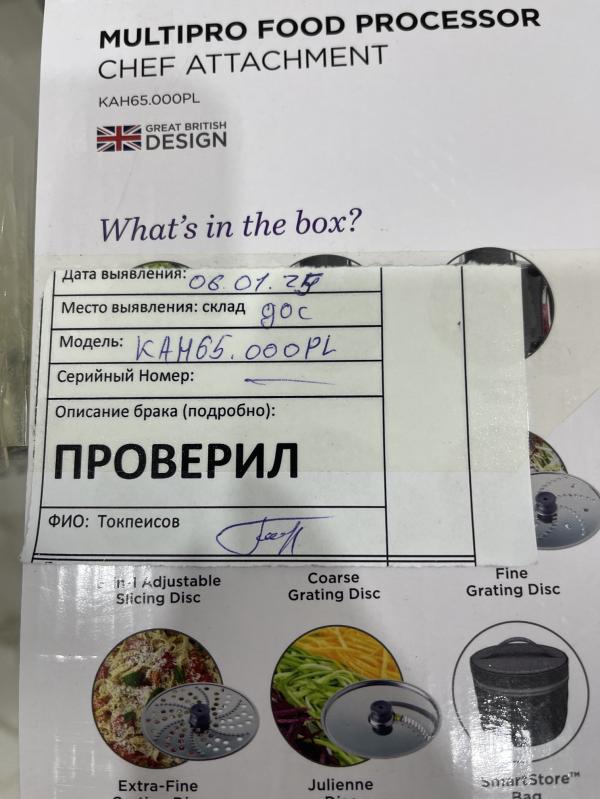 MULTIPRO FOOD PROCESSOR
CHEF ATTACHMENT
KAH65.000PL
GREAT BRITISH
DESIGN
What's in the box?
Дата выявления: 06.01.25
Место выявления: склад дос
Модель: KAH65.000PL
Серийный Номер: —
Описание брака (подробно):
ПРОВЕРИЛ
ФИО: Токпеисов
Adjustable
Slicing Disc
Coarse
Grating Disc
Fine
Grating Disc
Extra-Fine
Julienne
SmartStore™
Bag